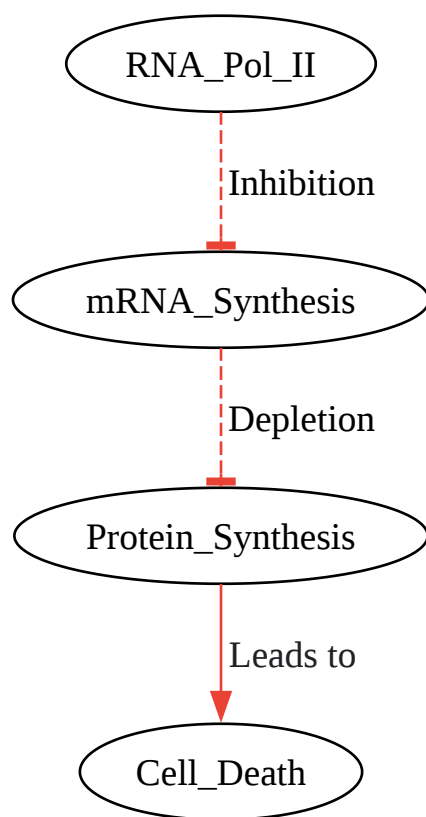 RNA_Pol_II
Inhibition
mRNA_Synthesis
Depletion
Protein_Synthesis
Leads to
Cell_Death